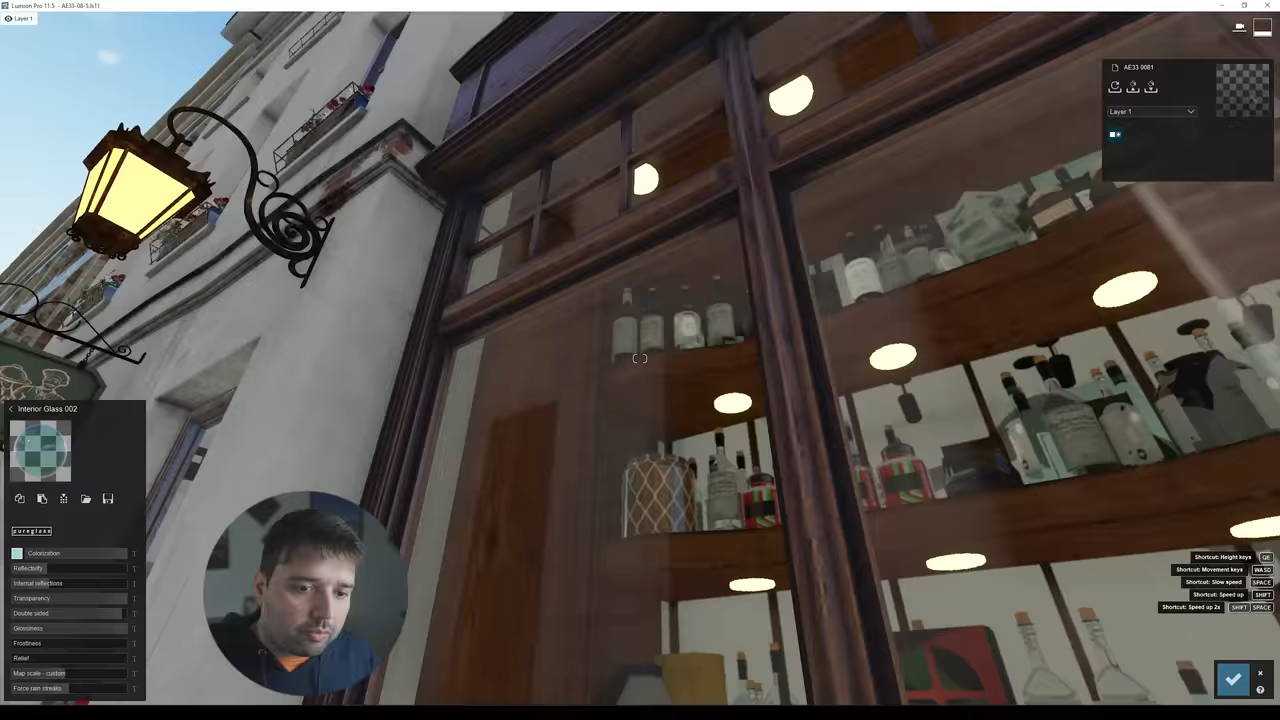 Lumion Pro 11.5 - AE33-08-5.ls11
Layer 1
AE33 0081
Layer 1
Interior Glass 002
pureglass
Colorization
Reflectivity
Internal reflections
Transparency
Double sided
Glossiness
Frostiness
Relief
Map scale - custom
Force rain streaks
Shortcut: Height keys QE
Shortcut: Movement keys WASD
Shortcut: Slow speed SPACE
Shortcut: Speed up SHIFT
Shortcut: Speed up 2x SHIFT SPACE